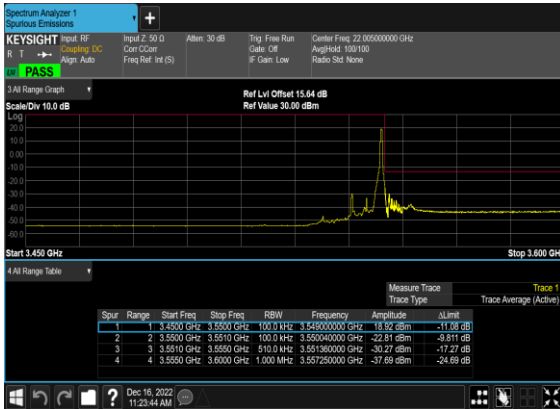 Spectrum Analyzer 1
Spurious Emissions
+
KEYSIGHT Input: RF Input Z: 50 Ω Atten: 30 dB Trig: Free Run Center Freq: 22.005000000 GHz
R T Coupling: DC Corr CCorr Gate: Off Avg|Hold: 100/100
Align: Auto Freq Ref: Int (S) IF Gain: Low Radio Std: None
PASS
3 All Range Graph
Ref Lvl Offset 15.64 dB
Scale/Div 10.0 dB Ref Value 30.00 dBm
Log
20.0
10.0
0.00
-10.0
-20.0
-30.0
-40.0
-50.0
-60.0
Start 3.450 GHz Stop 3.600 GH
4 All Range Table
Measure Trace Trace 1
Trace Type Trace Average (Active)
Spur Range Start Freq Stop Freq RBW Frequency Amplitude ΔLimit
1 1 3.4500 GHz 3.5500 GHz 100.0 kHz 3.549000000 GHz 18.92 dBm -11.08 dB
2 2 3.5500 GHz 3.5510 GHz 100.0 kHz 3.550040000 GHz -22.81 dBm -9.811 dB
3 3 3.5510 GHz 3.5550 GHz 510.0 kHz 3.551360000 GHz -30.27 dBm -17.27 dB
4 4 3.5550 GHz 3.6000 GHz 1.000 MHz 3.557250000 GHz -37.69 dBm -24.69 dB
?
Dec 16, 2022
11:23:44 AM